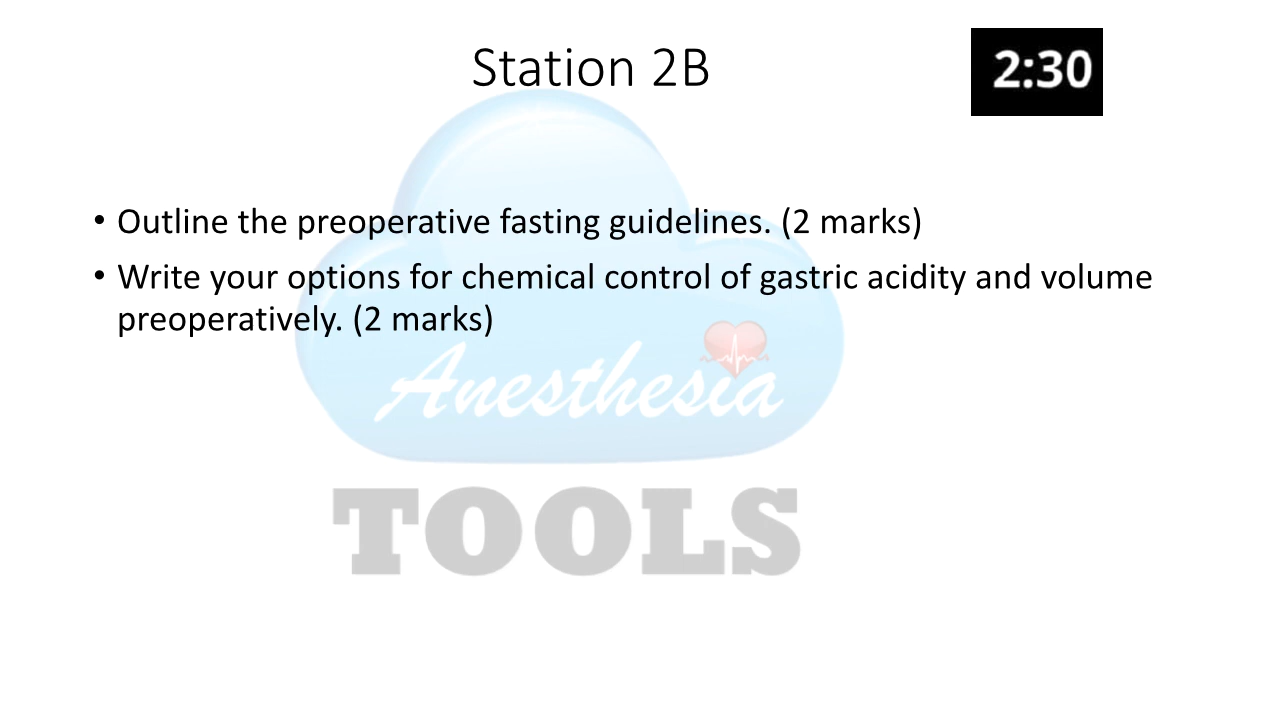 Station 2B
2:30
• Outline the preoperative fasting guidelines. (2 marks)
• Write your options for chemical control of gastric acidity and volume
preoperatively. (2 marks)
Anesthesia
TOOLS